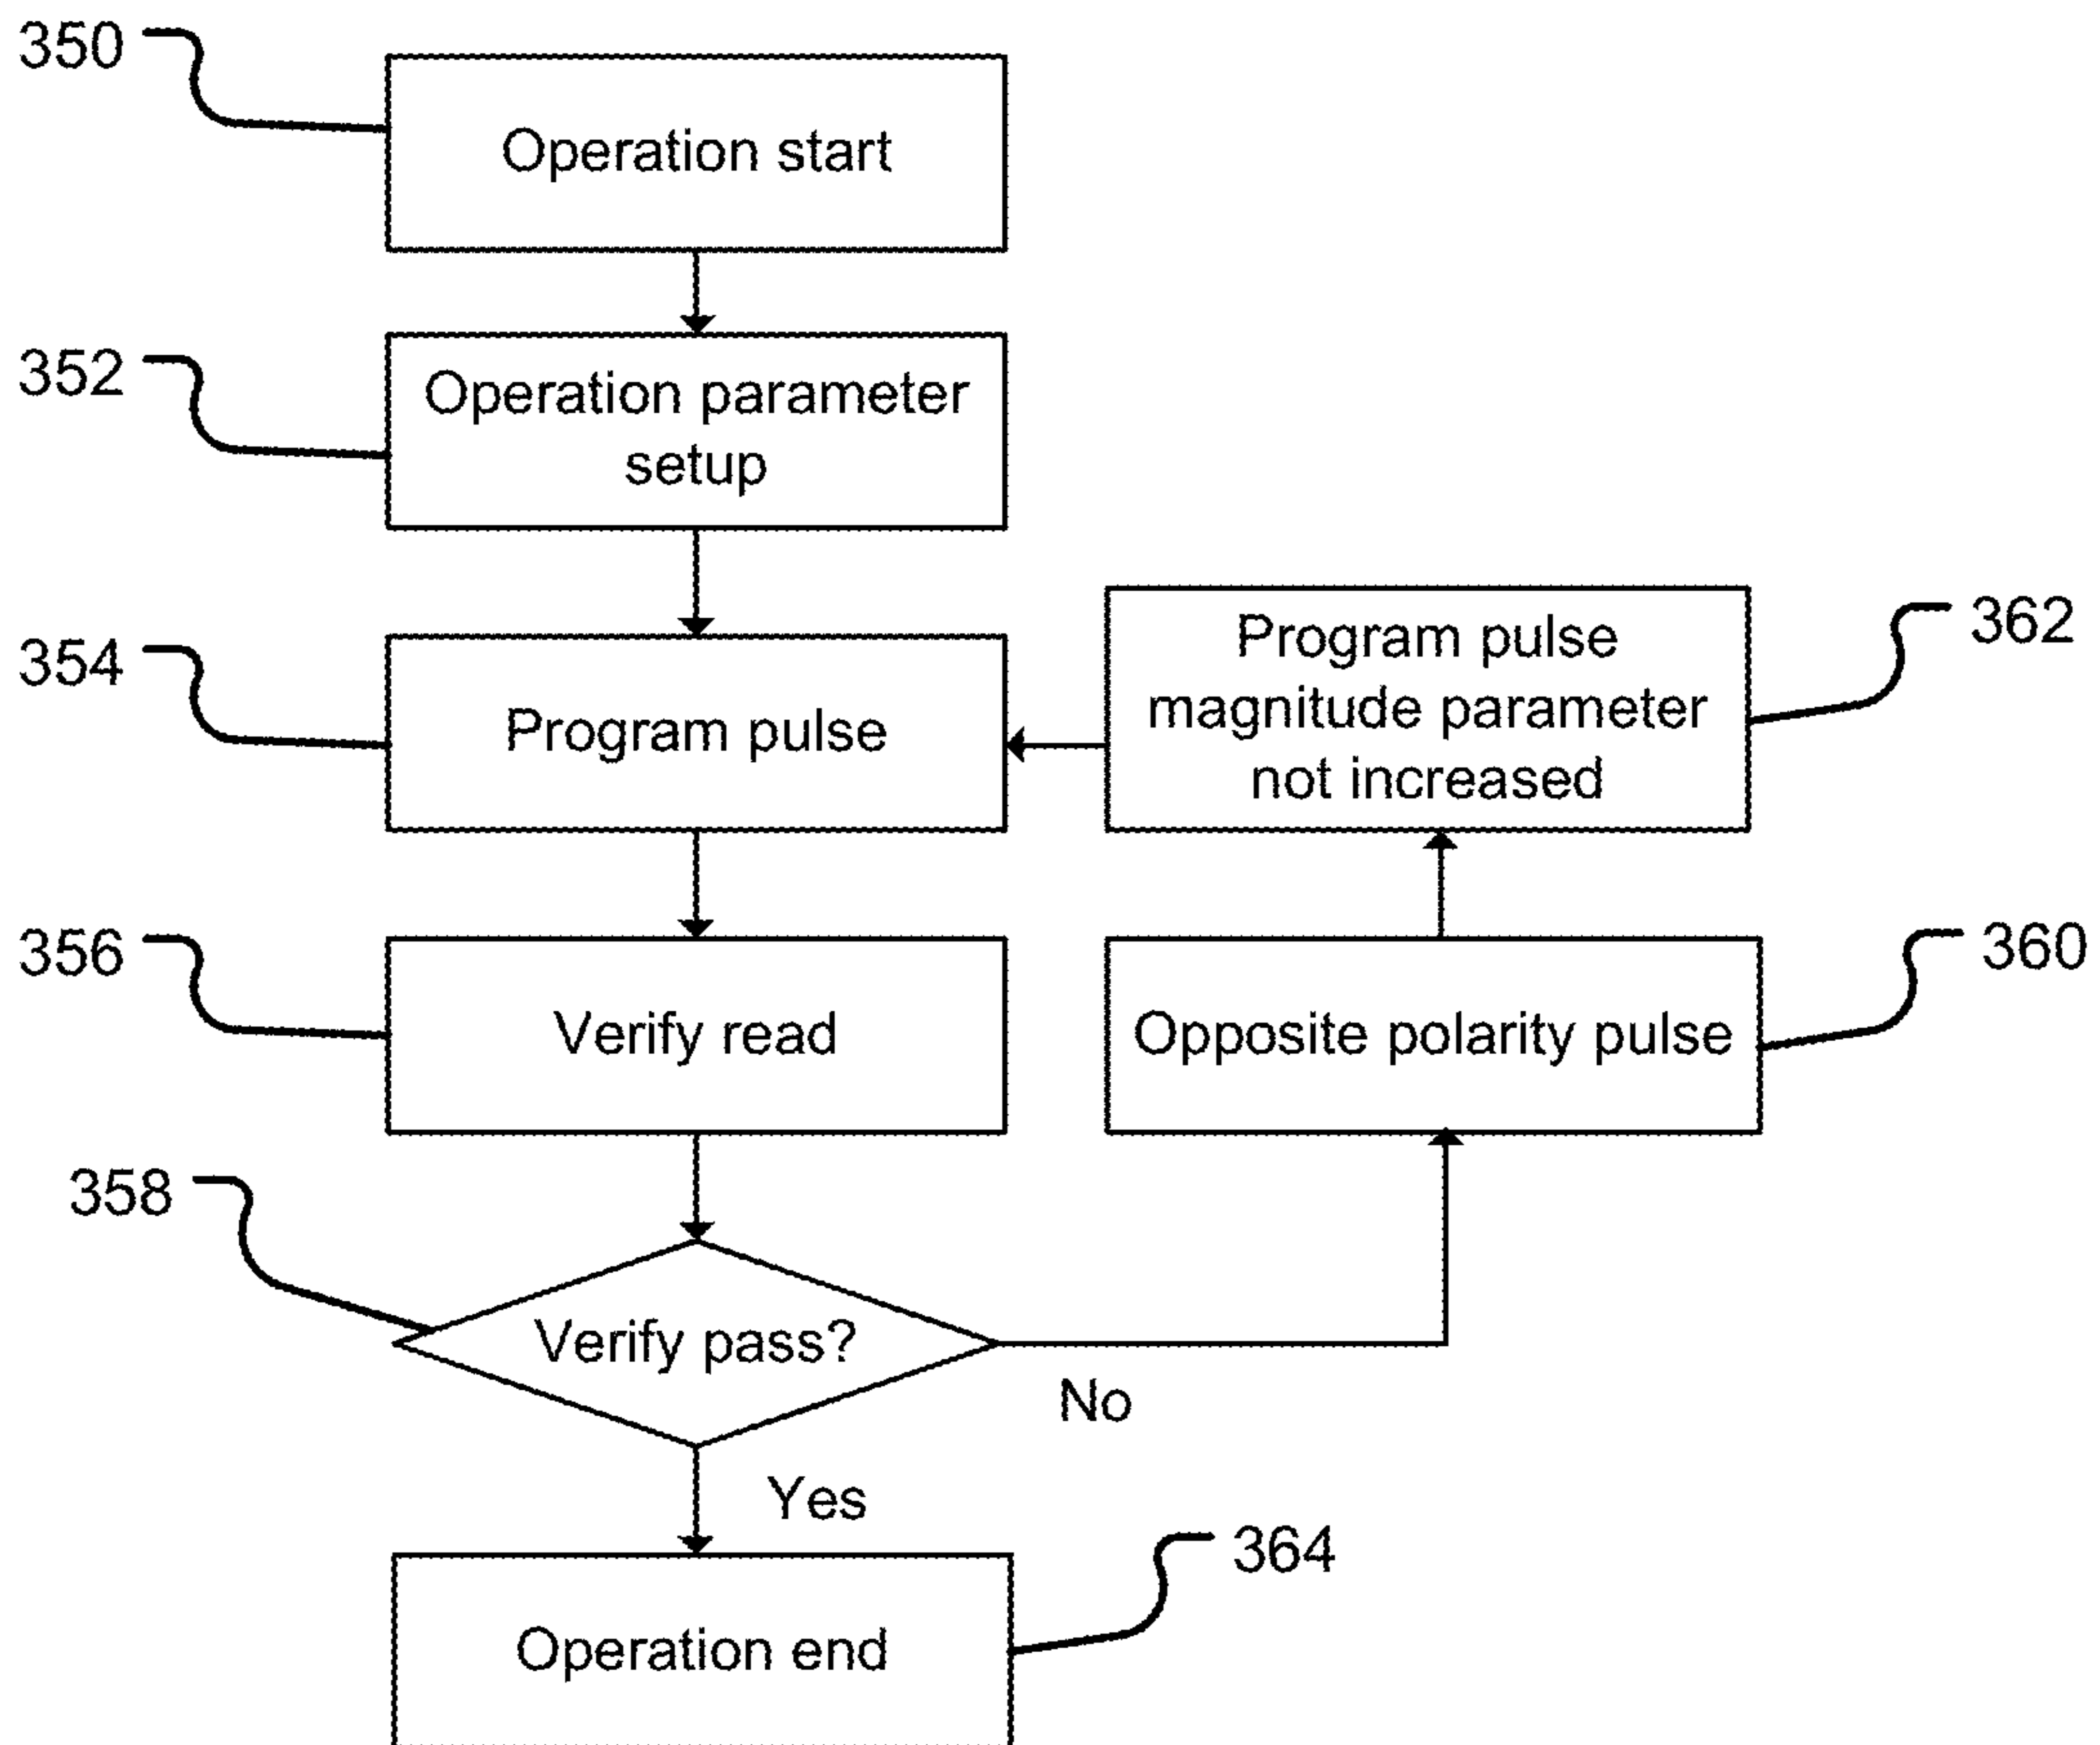 350
Operation start
352
Operation parameter
setup
354
Program pulse
Program pulse
magnitude parameter
not increased
362
356
Verify read
Opposite polarity pulse
360
358
Verify pass?
No
Yes
364
Operation end